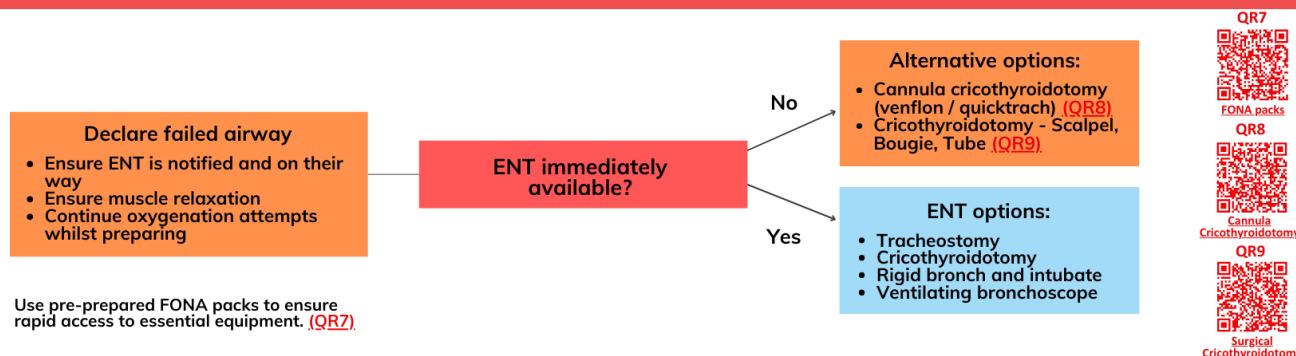 Declare failed airway
• Ensure ENT is notified and on their
way
• Ensure muscle relaxation
• Continue oxygenation attempts
whilst preparing
Use pre-prepared FONA packs to ensure
rapid access to essential equipment. (QR7)
ENT immediately
available?
No
Yes
Alternative options:
• Cannula cricothyroidotomy
(venflon / quicktrach) (QR8)
• Cricothyroidotomy - Scalpel,
Bougie, Tube (QR9)
ENT options:
• Tracheostomy
• Cricothyroidotomy
• Rigid bronch and intubate
• Ventilating bronchoscope
QR7
FONA packs
QR8
Cannula
Cricothyroidotomy
QR9
Surgical
Cricothyroidotomy